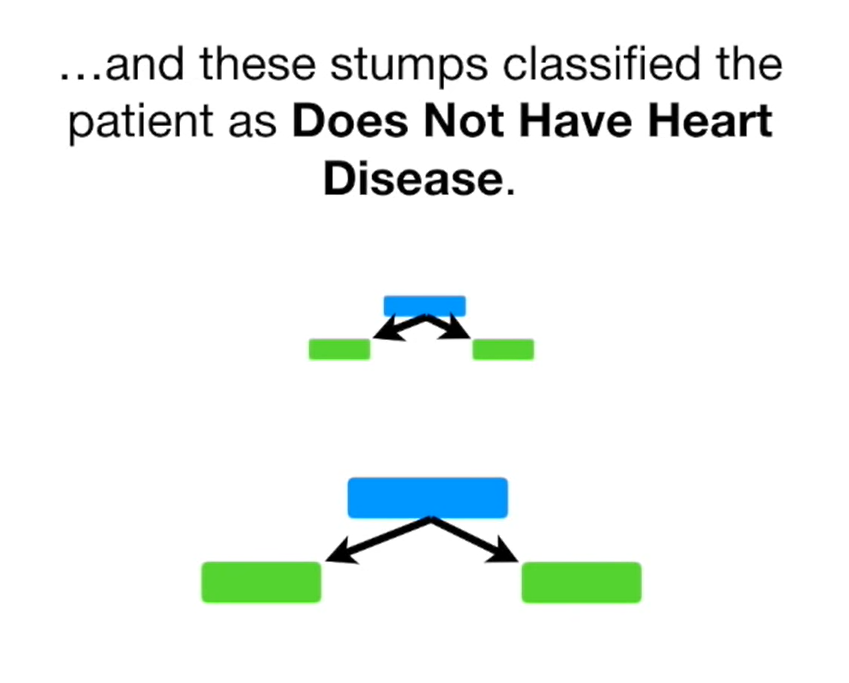 ...and these stumps classified the
patient as Does Not Have Heart
Disease.